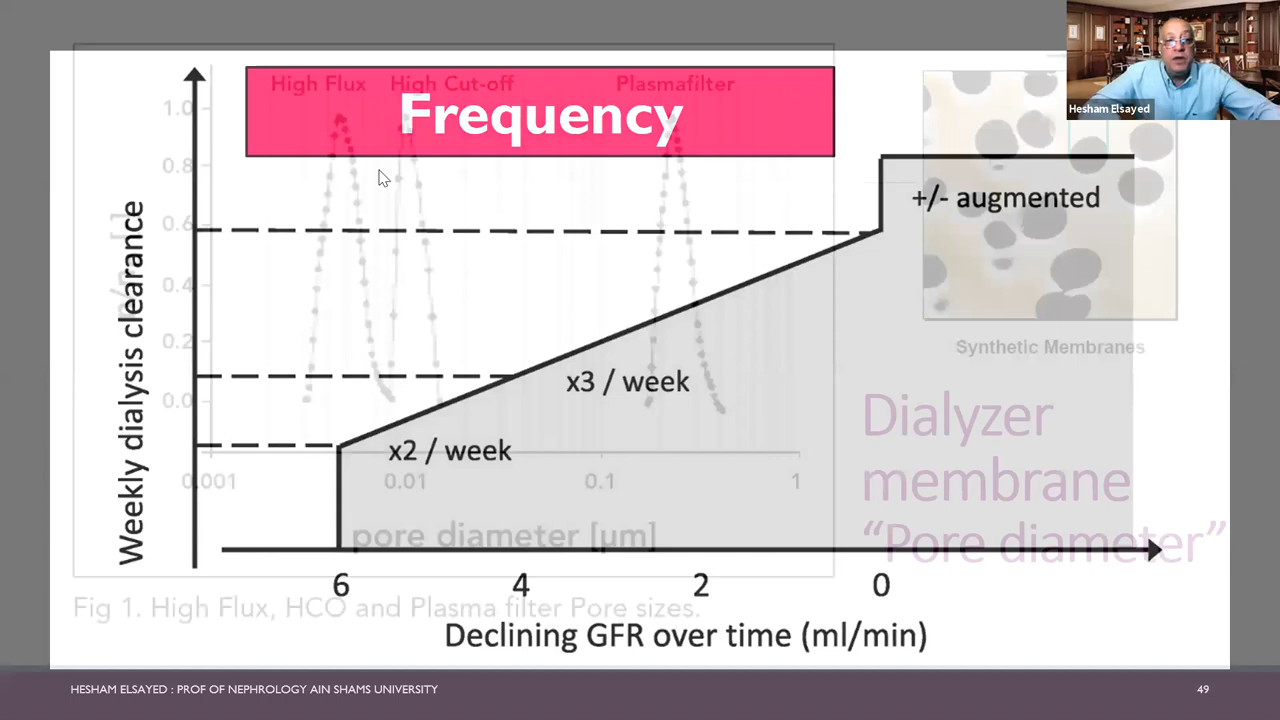 High Flux High Cut-off Plasmafilter
Frequency
Hesham Elsayed
1.0
0.8
0.6
0.4
0.2
0.0
Weekly dialysis clearance
+/- augmented
x3 / week
x2 / week
0.001 0.01 0.1 1
pore diameter [µm]
Synthetic Membranes
Dialyzer
membrane
“Pore diameter”
6 4 2 0
Fig 1. High Flux, HCO and Plasma filter Pore sizes.
Declining GFR over time (ml/min)
HESHAM ELSAYED : PROF OF NEPHROLOGY AIN SHAMS UNIVERSITY
49